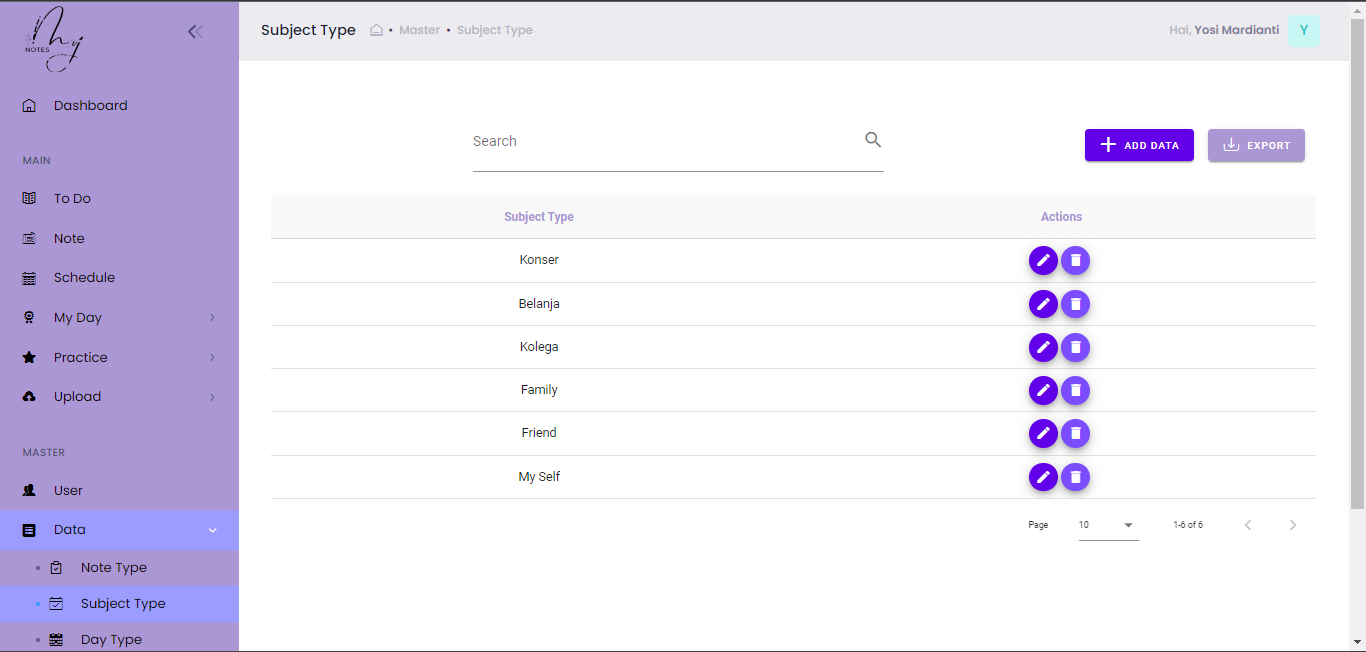 My
NOTES
Dashboard
MAIN
To Do
Note
Schedule
My Day
Practice
Upload
MASTER
User
Data
Note Type
Subject Type
Day Type
Subject Type • Master • Subject Type
Hai, Yosi Mardianti Y
Search
ADD DATA EXPORT
Subject Type Actions
Konser
Belanja
Kolega
Family
Friend
My Self
Page 10 1-6 of 6